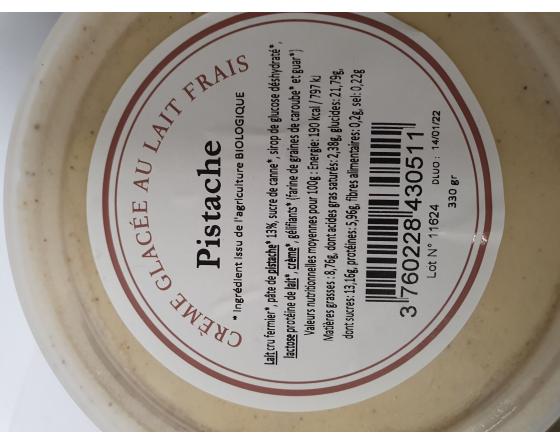 CRÈME GLACÉE AU LAIT FRAIS
Pistache
* Ingrédient issu de l'agriculture BIOLOGIQUE
Lait cru fermier*, pâte de pistache* 13%, sucre de canne*, sirop de glucose déshydraté*,
lactose protéine de lait*, crème*, gélifiants* (farine de graines de caroube* et guar*)
Valeurs nutritionnelles moyennes pour 100g : Energie: 190 kcal / 797 kJ
Matières grasses : 8,76g, dont acides gras saturés: 2,38g, glucides: 21,79g,
dont sucres: 13,16g, protéines: 5,96g, fibres alimentaires: 0,2g, sel: 0,22g
3 760228 430511
Lot N° 11624 DLUO : 14/01/22
330 gr